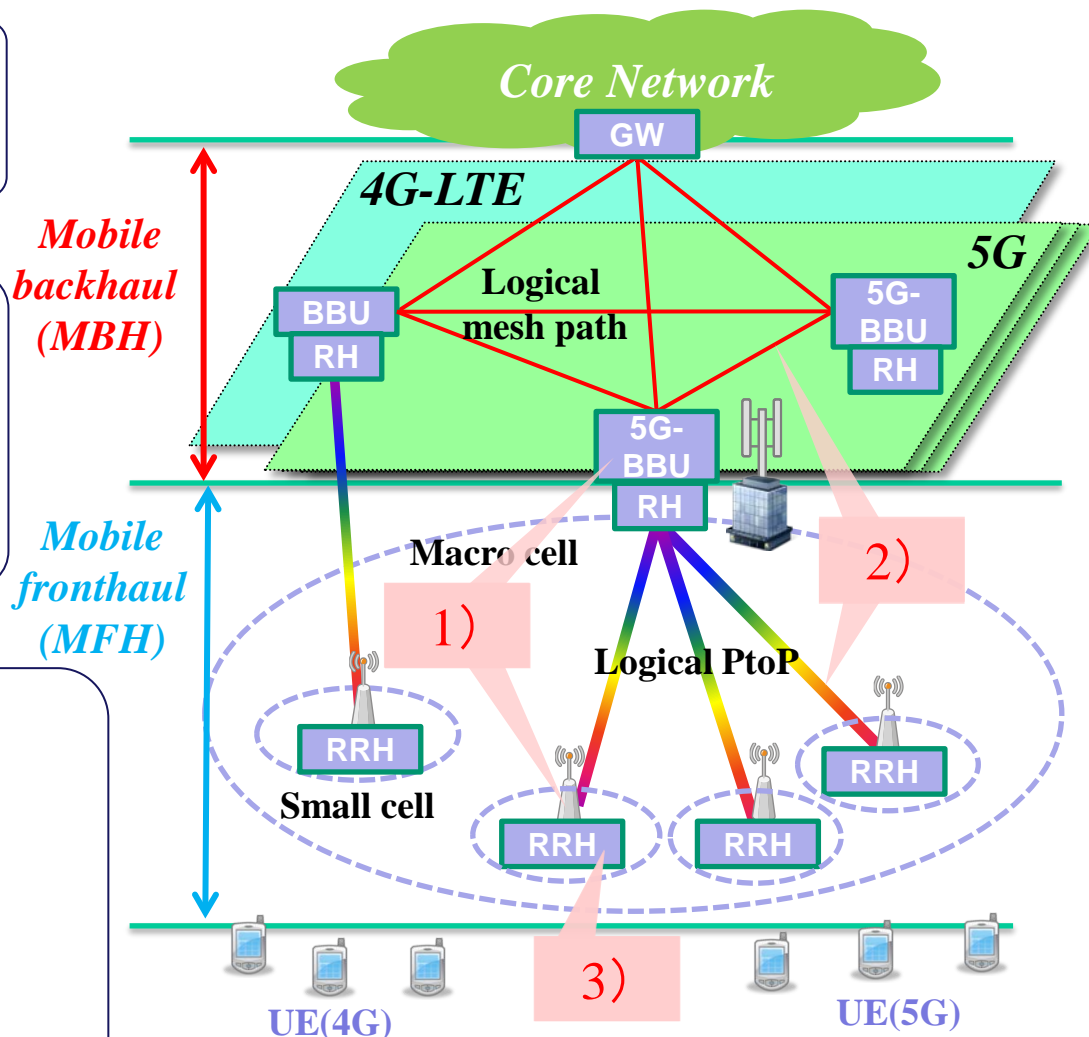 Core Network
GW
4G-LTE
5G
Mobile
backhaul
(MBH)
Logical
mesh path
BBU
RH
5G-
BBU
RH
5G-
BBU
RH
Mobile
fronthaul
(MFH)
Macro cell
1）
2）
Logical PtoP
RRH
RRH
Small cell
RRH
RRH
3）
UE(4G)
UE(5G)